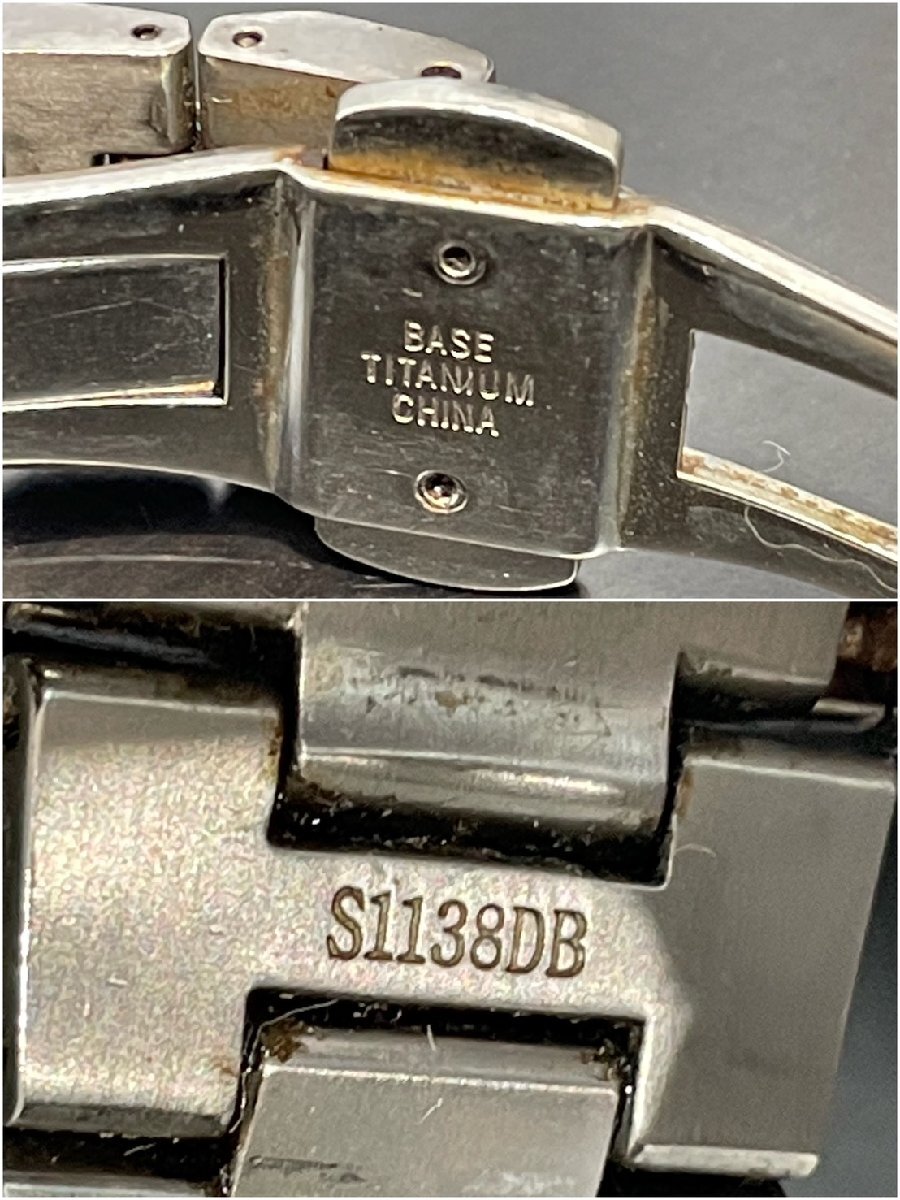 BASE
TITANIUM
CHINA
S1138DB